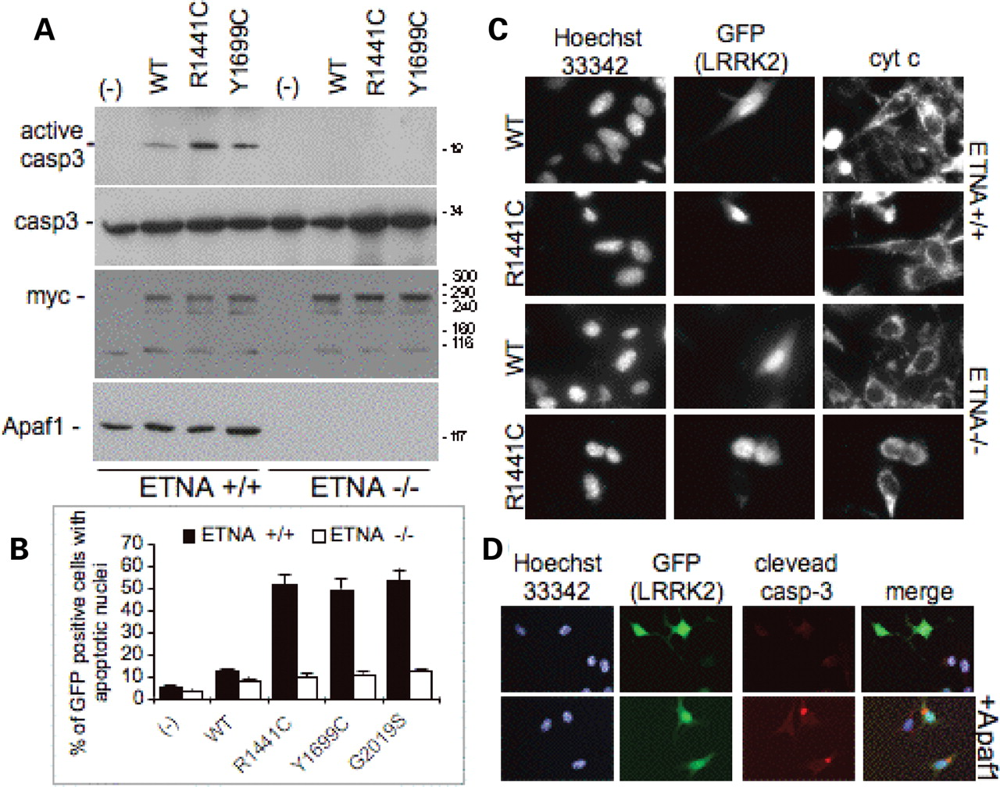 A
(-)
WT
R1441C
Y1699C
(-)
WT
R1441C
Y1699C
active
casp3
- 19
casp3 -
- 34
myc -
- 500
- 290
- 240
- 160
- 116
Apaf1 -
- 117
ETNA +/+
ETNA -/-
B
% of GFP positive cells with
apoptotic nuclei
ETNA +/+
ETNA -/-
70
60
50
40
30
20
10
0
(-)
WT
R1441C
Y1699C
G2019S
C
Hoechst
33342
GFP
(LRRK2)
cyt c
WT
R1441C
ETNA+/+
WT
R1441C
ETNA-/-
D
Hoechst
33342
GFP
(LRRK2)
clevead
casp-3
merge
+Apaf1